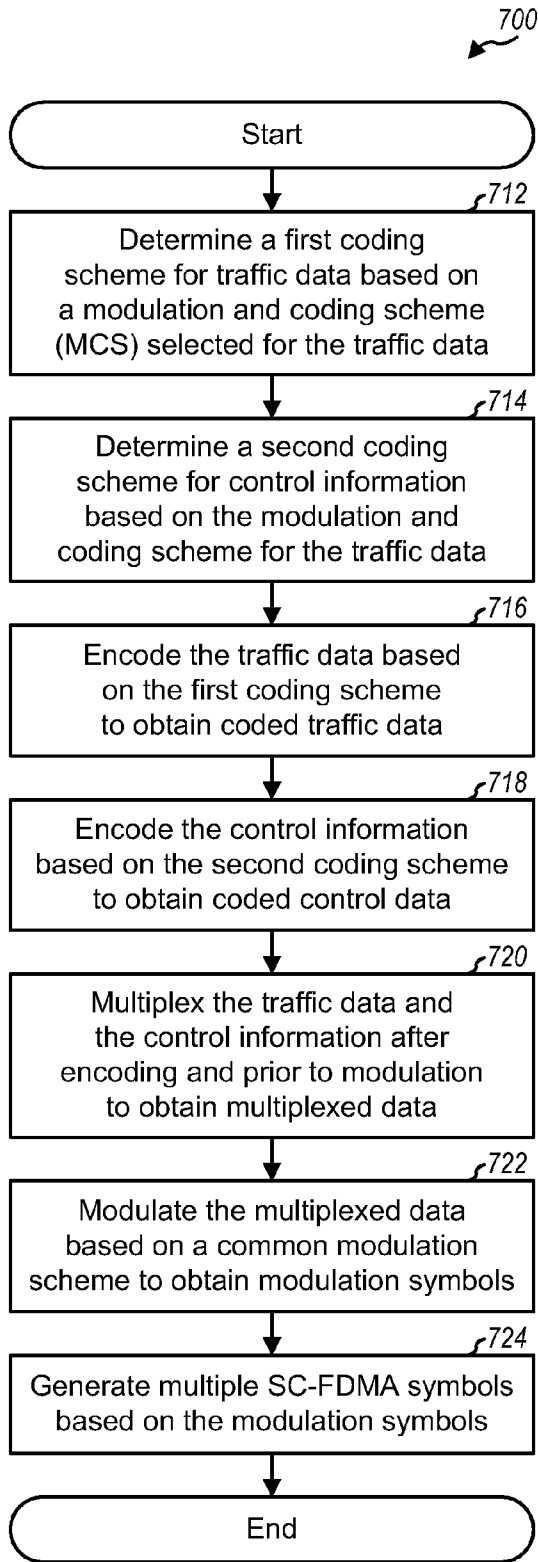 700
Start
712
Determine a first coding
scheme for traffic data based on
a modulation and coding scheme
(MCS) selected for the traffic data
714
Determine a second coding
scheme for control information
based on the modulation and
coding scheme for the traffic data
716
Encode the traffic data based
on the first coding scheme
to obtain coded traffic data
718
Encode the control information
based on the second coding scheme
to obtain coded control data
720
Multiplex the traffic data and
the control information after
encoding and prior to modulation
to obtain multiplexed data
722
Modulate the multiplexed data
based on a common modulation
scheme to obtain modulation symbols
724
Generate multiple SC-FDMA symbols
based on the modulation symbols
End